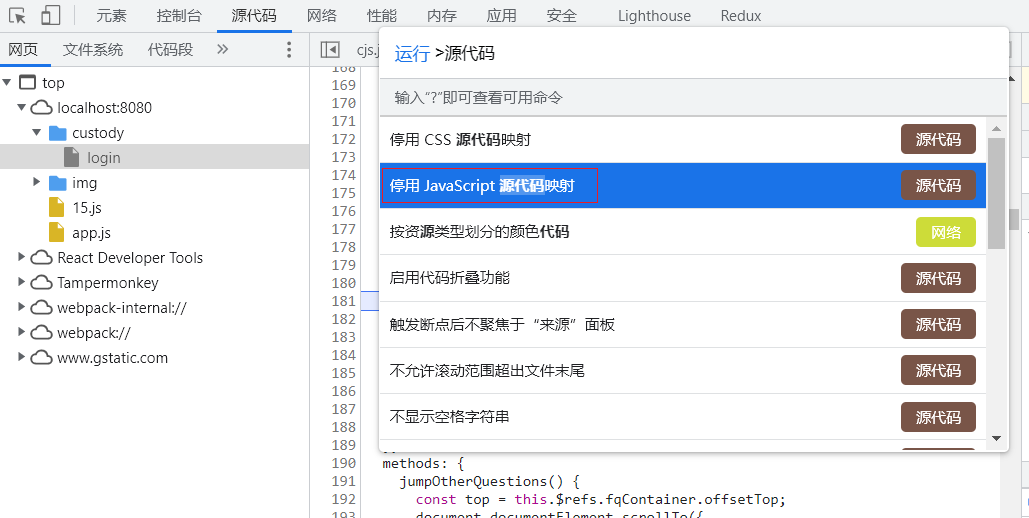 元素 控制台 源代码 网络 性能 内存 应用 安全 Lighthouse Redux
网页 文件系统 代码段 » cjs.j
运行 >源代码
输入“?”即可查看可用命令
停用 CSS 源代码映射 源代码
停用 JavaScript 源代码映射 源代码
按资源类型划分的颜色代码 网络
启用代码折叠功能 源代码
触发断点后不聚焦于“来源”面板 源代码
不允许滚动范围超出文件末尾 源代码
不显示空格字符串 源代码
top
localhost:8080
custody
login
img
15.js
app.js
React Developer Tools
Tampermonkey
webpack-internal://
webpack://
www.gstatic.com
168
169
170
171
172
173
174
175
176
177
178
179
180
181
182
183
184
185
186
187
188
189
190 methods: {
191 jumpOtherQuestions() {
192 const top = this.$refs.fqContainer.offsetTop;
193 document.documentElement.scrollTo({